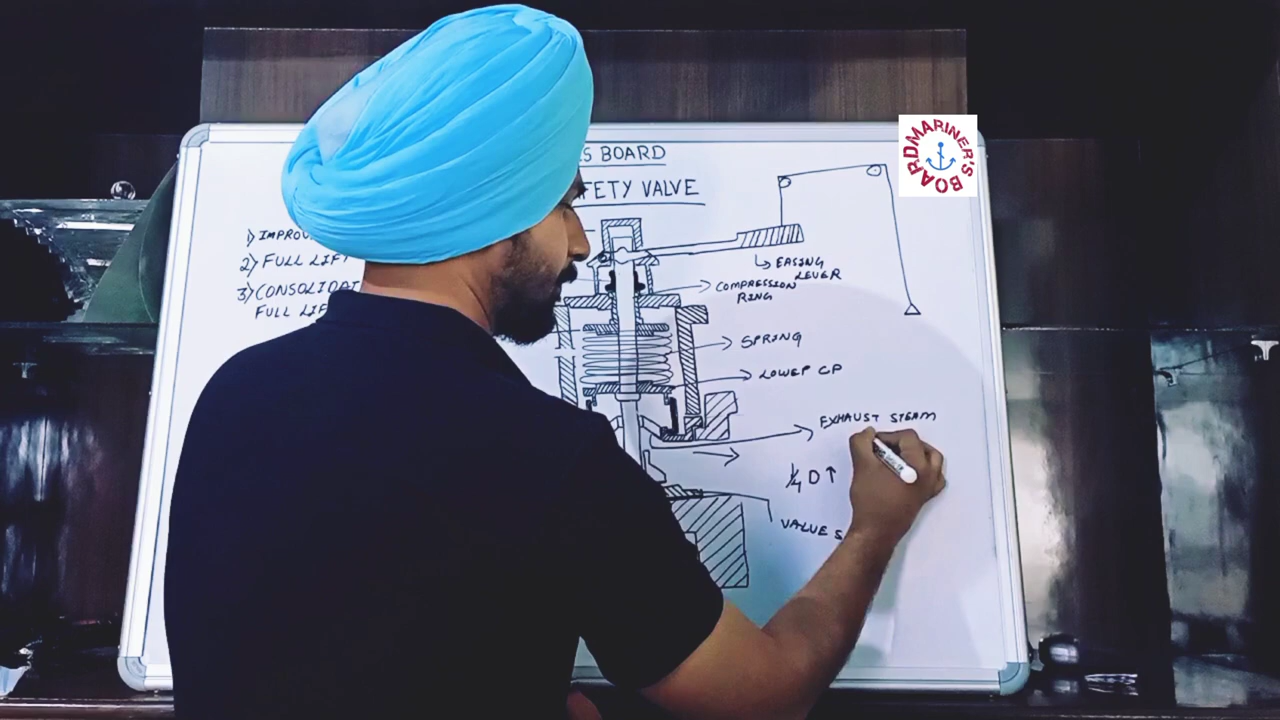 S BOARD
FETY VALVE
1) IMPROV
2) FULL LIFT
3) CONSOLIDAT
FULL LIF
EASING
LEVER
COMPRESSION
RING
SPRING
LOWER CP
EXHAUST STEAM
1/4 D ↑
VALVE S
MARINER'S BOARD